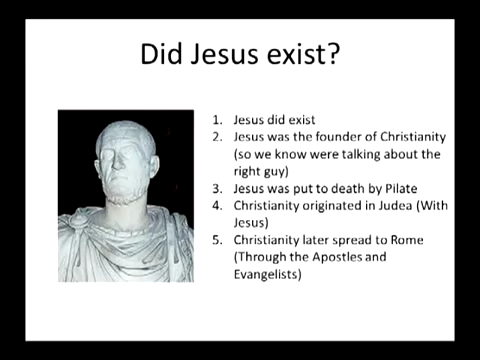 Did Jesus exist?
1. Jesus did exist
2. Jesus was the founder of Christianity
(so we know were talking about the
right guy)
3. Jesus was put to death by Pilate
4. Christianity originated in Judea (With
Jesus)
5. Christianity later spread to Rome
(Through the Apostles and
Evangelists)